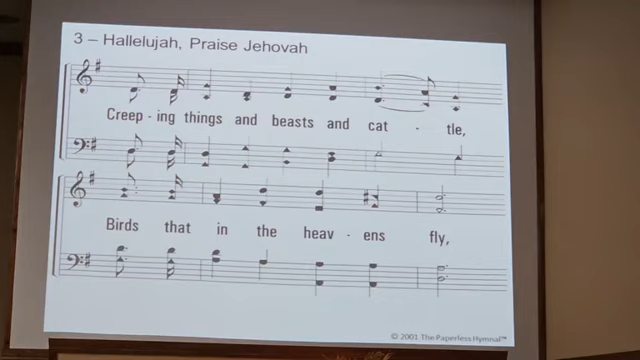 3 – Hallelujah, Praise Jehovah
Creep - ing things and beasts and cat - tle,
Birds that in the heav - ens fly,
© 2001 The Paperless Hymnal™